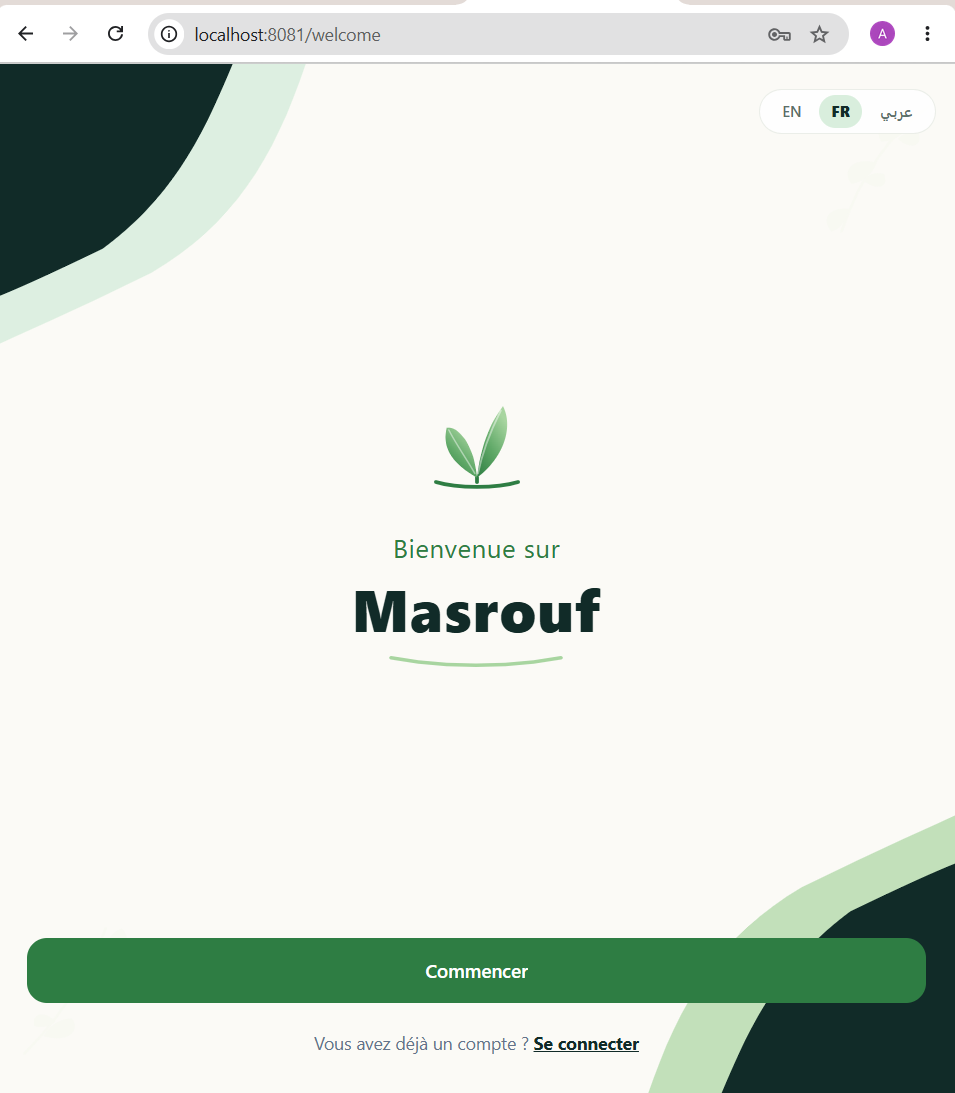 localhost:8081/welcome
A
EN FR عربي
Bienvenue sur
Masrouf
Commencer
Vous avez déjà un compte ? Se connecter